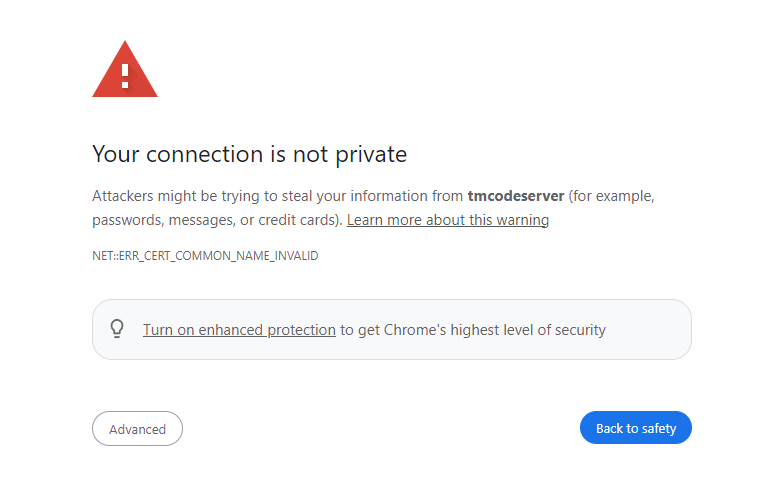 Your connection is not private
Attackers might be trying to steal your information from tmcodeserver (for example,
passwords, messages, or credit cards). Learn more about this warning
NET::ERR_CERT_COMMON_NAME_INVALID
Turn on enhanced protection to get Chrome's highest level of security
Advanced
Back to safety